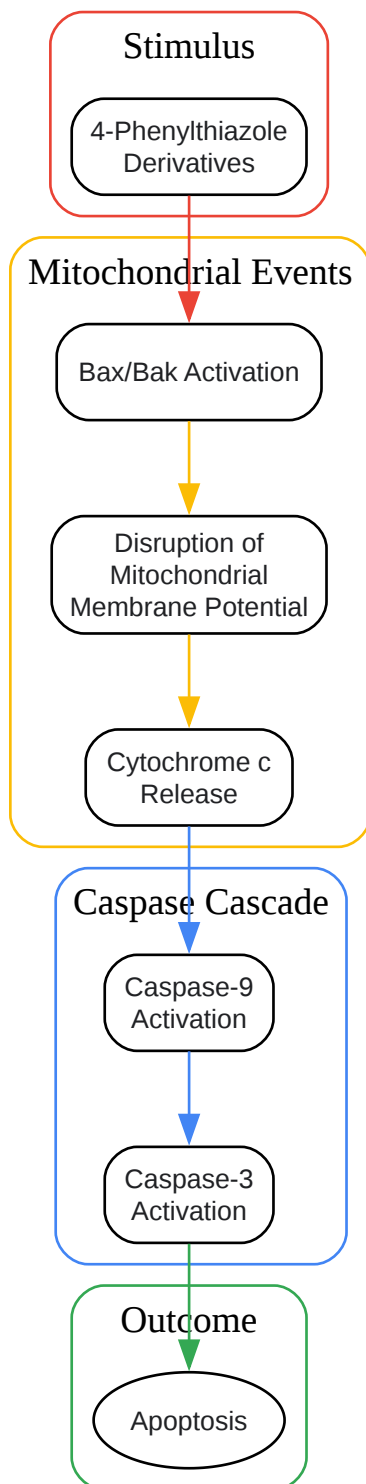 Stimulus
4-Phenylthiazole
Derivatives
Mitochondrial Events
Bax/Bak Activation
Disruption of
Mitochondrial
Membrane Potential
Cytochrome c
Release
Caspase Cascade
Caspase-9
Activation
Caspase-3
Activation
Outcome
Apoptosis